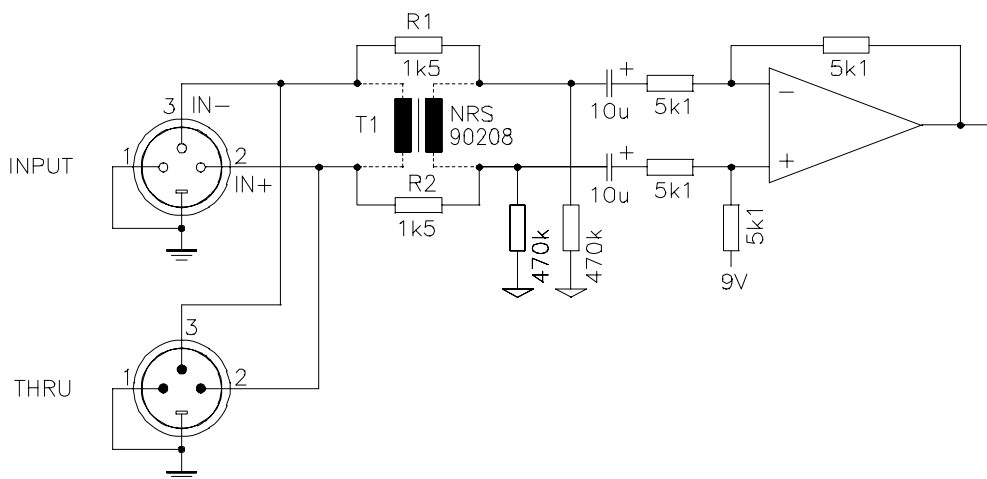 R1
1k5
5k1
3
IN-
+
10u
5k1
−
T1
NRS
90208
INPUT
1
2
IN+
R2
1k5
+
10u
5k1
+
470k
470k
5k1
9V
3
THRU
1
2